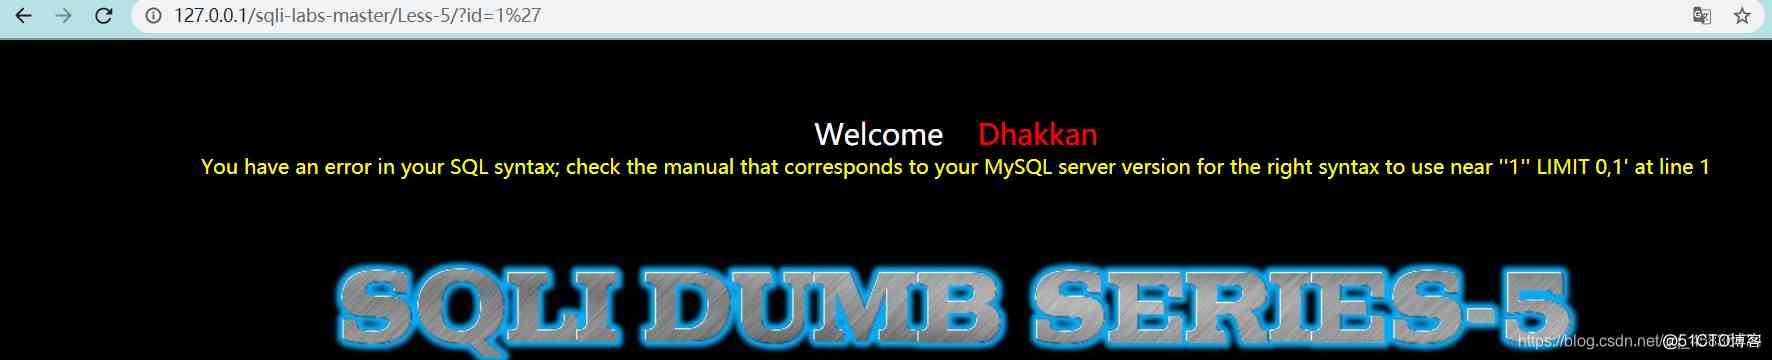 127.0.0.1/sqli-labs-master/Less-5/?id=1%27
Welcome Dhakkan
You have an error in your SQL syntax; check the manual that corresponds to your MySQL server version for the right syntax to use near ''1'' LIMIT 0,1' at line 1
SQLI DUMB SERIES-5
https://blog.csdn.net/
@51CTO博客